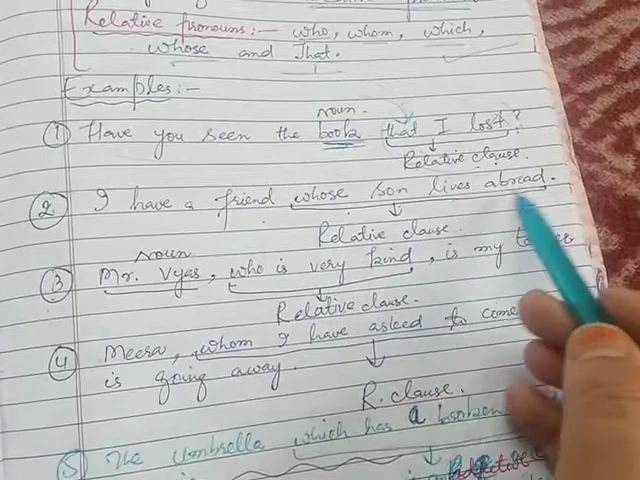 Relative pronouns:- who, whom, which,
whose and That.
Examples:-
noun.
① Have you seen the book that I lost?
Relative clause.
② I have a friend whose son lives abroad.
Relative clause.
noun
③ Mr. Vyas, who is very kind, is my
Relative clause.
④ Meera, whom I have asked to come
is going away.
R. clause.
⑤ The Umbrella which has a